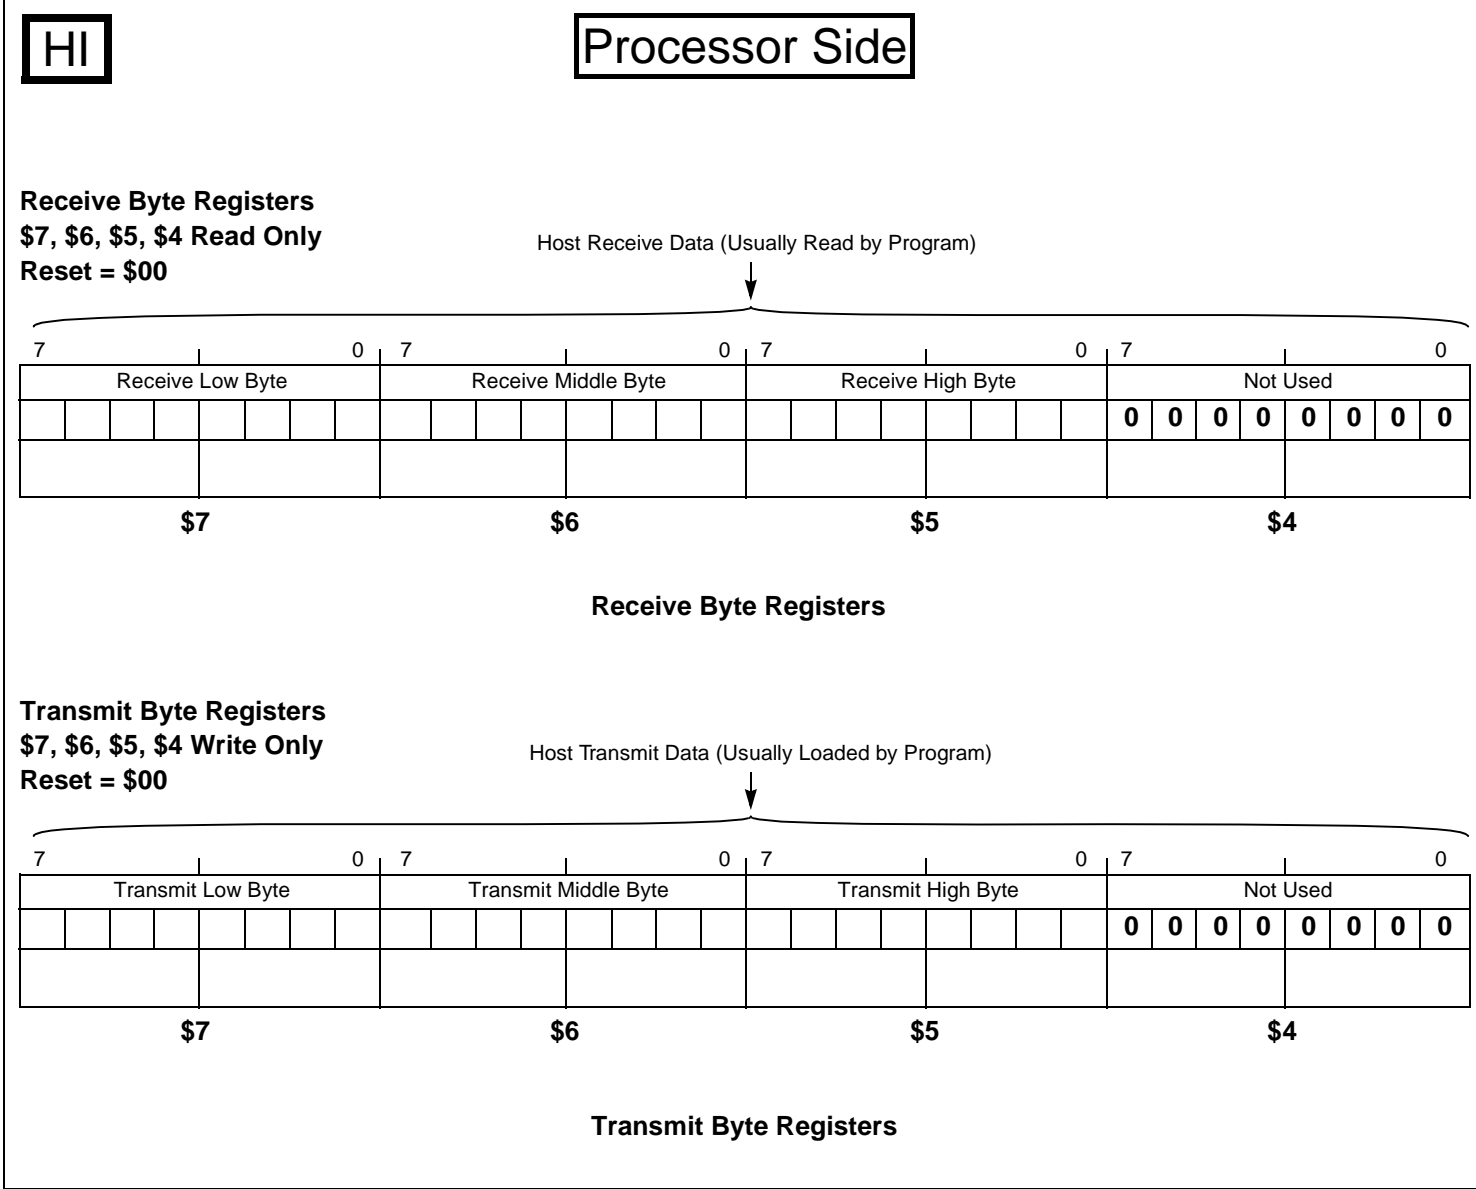 HI
Processor Side
Receive Byte Registers
$7, $6, $5, $4 Read Only
Reset = $00
Host Receive Data (Usually Read by Program)
7 0 7 0 7 0 7 0
Receive Low Byte Receive Middle Byte Receive High Byte Not Used
0 0 0 0 0 0 0 0
$7 $6 $5 $4
Receive Byte Registers
Transmit Byte Registers
$7, $6, $5, $4 Write Only
Reset = $00
Host Transmit Data (Usually Loaded by Program)
7 0 7 0 7 0 7 0
Transmit Low Byte Transmit Middle Byte Transmit High Byte Not Used
0 0 0 0 0 0 0 0
$7 $6 $5 $4
Transmit Byte Registers